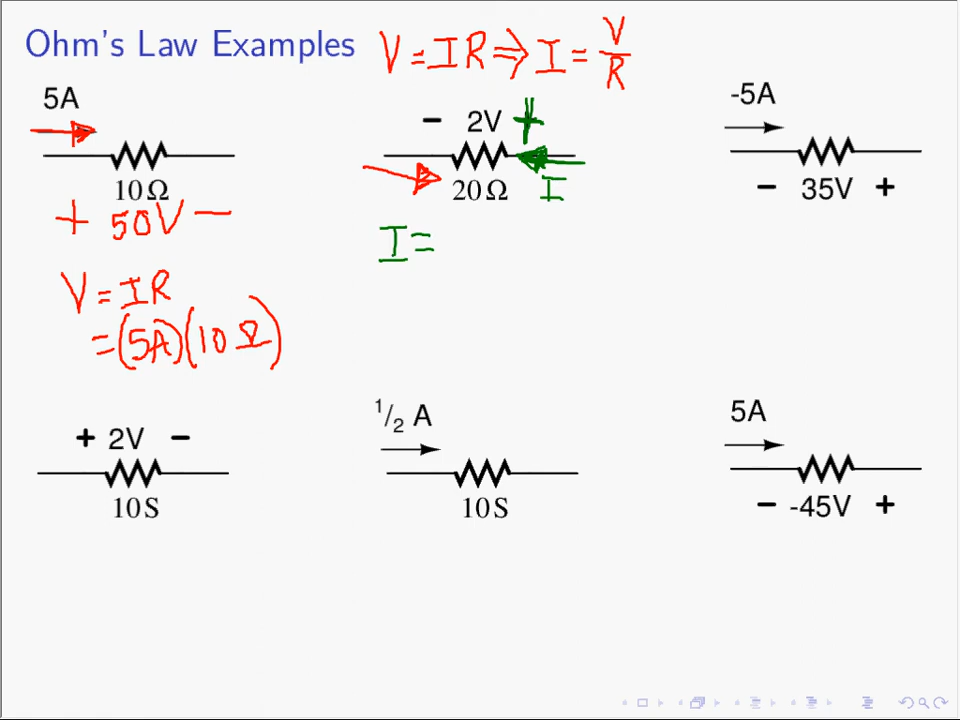 Ohm's Law Examples
V = IR ⇒ I = V/R
5A
10Ω
+ 50V −
V = IR
= (5A)(10Ω)
− 2V +
20Ω
I
I =
-5A
− 35V +
+ 2V −
10S
1/2 A
10S
5A
− -45V +